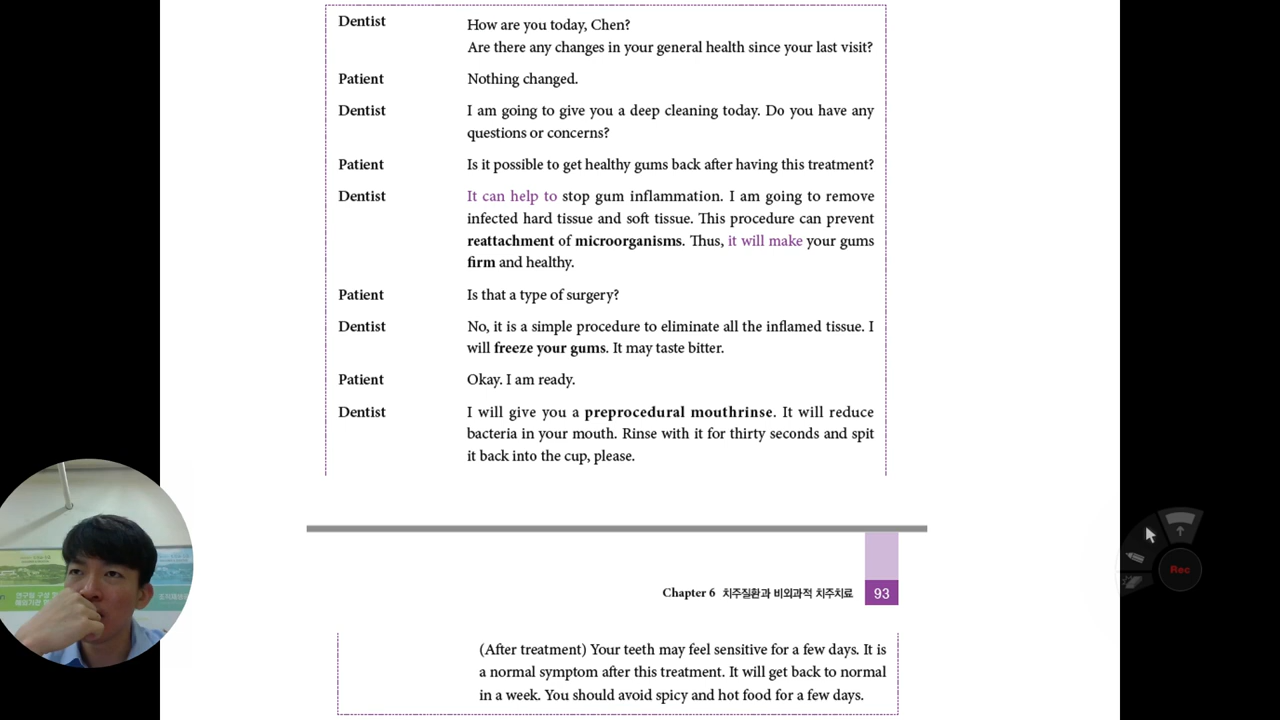 Dentist How are you today, Chen?
Are there any changes in your general health since your last visit?
Patient Nothing changed.
Dentist I am going to give you a deep cleaning today. Do you have any
questions or concerns?
Patient Is it possible to get healthy gums back after having this treatment?
Dentist It can help to stop gum inflammation. I am going to remove
infected hard tissue and soft tissue. This procedure can prevent
reattachment of microorganisms. Thus, it will make your gums
firm and healthy.
Patient Is that a type of surgery?
Dentist No, it is a simple procedure to eliminate all the inflamed tissue. I
will freeze your gums. It may taste bitter.
Patient Okay. I am ready.
Dentist I will give you a preprocedural mouthrinse. It will reduce
bacteria in your mouth. Rinse with it for thirty seconds and spit
it back into the cup, please.
Rec
Chapter 6 치주질환과 비외과적 치주치료 93
(After treatment) Your teeth may feel sensitive for a few days. It is
a normal symptom after this treatment. It will get back to normal
in a week. You should avoid spicy and hot food for a few days.